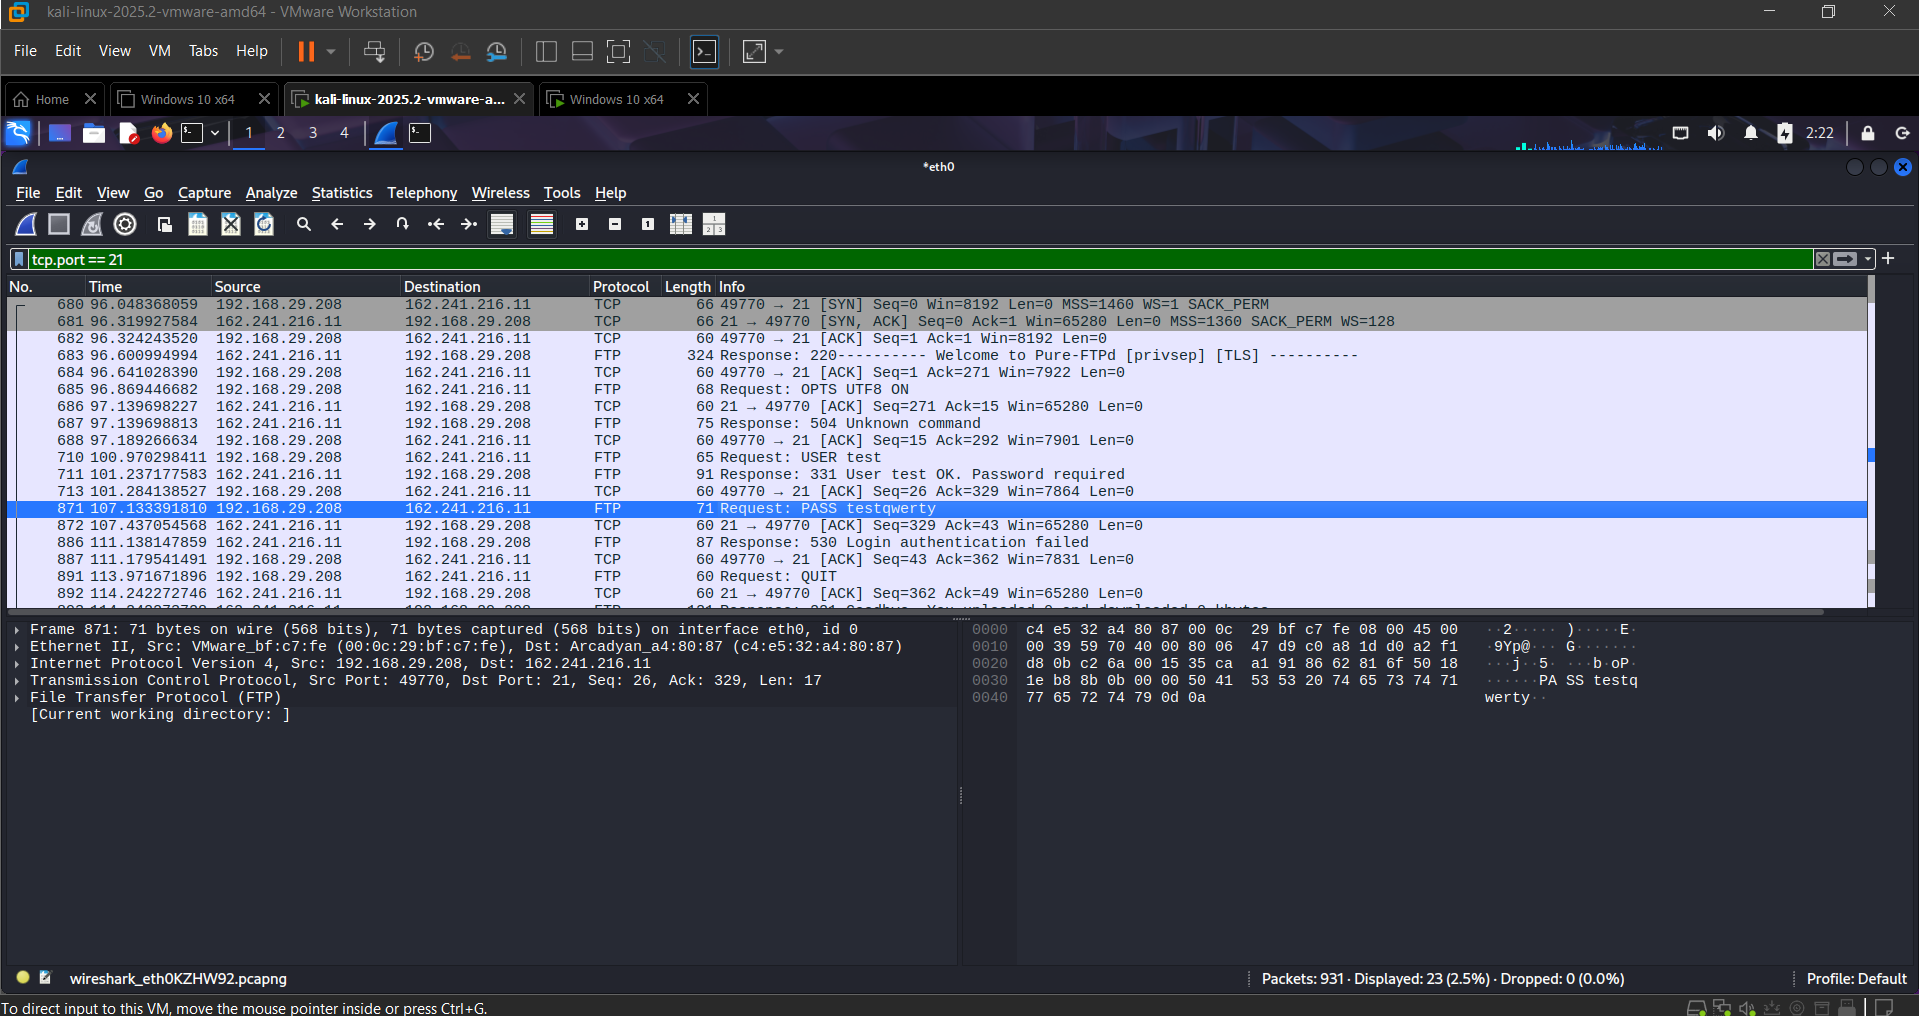 kali-linux-2025.2-vmware-amd64 - VMware Workstation
File Edit View VM Tabs Help
Home Windows 10 x64 kali-linux-2025.2-vmware-a... Windows 10 x64
1 2 3 4 2:22
*eth0
File Edit View Go Capture Analyze Statistics Telephony Wireless Tools Help
tcp.port == 21
No. Time Source Destination Protocol Length Info
680 96.048368059 192.168.29.208 162.241.216.11 TCP 66 49770 → 21 [SYN] Seq=0 Win=8192 Len=0 MSS=1460 WS=1 SACK_PERM
681 96.319927584 162.241.216.11 192.168.29.208 TCP 66 21 → 49770 [SYN, ACK] Seq=0 Ack=1 Win=65280 Len=0 MSS=1360 SACK_PERM WS=128
682 96.324243520 192.168.29.208 162.241.216.11 TCP 60 49770 → 21 [ACK] Seq=1 Ack=1 Win=8192 Len=0
683 96.600994994 162.241.216.11 192.168.29.208 FTP 324 Response: 220---------- Welcome to Pure-FTPd [privsep] [TLS] ----------
684 96.641028390 192.168.29.208 162.241.216.11 TCP 60 49770 → 21 [ACK] Seq=1 Ack=271 Win=7922 Len=0
685 96.869446682 192.168.29.208 162.241.216.11 FTP 68 Request: OPTS UTF8 ON
686 97.139698227 162.241.216.11 192.168.29.208 TCP 60 21 → 49770 [ACK] Seq=271 Ack=15 Win=65280 Len=0
687 97.139698813 162.241.216.11 192.168.29.208 FTP 75 Response: 504 Unknown command
688 97.189266634 192.168.29.208 162.241.216.11 TCP 60 49770 → 21 [ACK] Seq=15 Ack=292 Win=7901 Len=0
710 100.970298411 192.168.29.208 162.241.216.11 FTP 65 Request: USER test
711 101.237177583 162.241.216.11 192.168.29.208 FTP 91 Response: 331 User test OK. Password required
713 101.284138527 192.168.29.208 162.241.216.11 TCP 60 49770 → 21 [ACK] Seq=26 Ack=329 Win=7864 Len=0
871 107.133391810 192.168.29.208 162.241.216.11 FTP 71 Request: PASS testqwerty
872 107.437054568 162.241.216.11 192.168.29.208 TCP 60 21 → 49770 [ACK] Seq=329 Ack=43 Win=65280 Len=0
886 111.138147859 162.241.216.11 192.168.29.208 FTP 87 Response: 530 Login authentication failed
887 111.179541491 192.168.29.208 162.241.216.11 TCP 60 49770 → 21 [ACK] Seq=43 Ack=362 Win=7831 Len=0
891 113.971671896 192.168.29.208 162.241.216.11 FTP 60 Request: QUIT
892 114.242272746 162.241.216.11 192.168.29.208 TCP 60 21 → 49770 [ACK] Seq=362 Ack=49 Win=65280 Len=0
Frame 871: 71 bytes on wire (568 bits), 71 bytes captured (568 bits) on interface eth0, id 0
Ethernet II, Src: VMware_bf:c7:fe (00:0c:29:bf:c7:fe), Dst: Arcadyan_a4:80:87 (c4:e5:32:a4:80:87)
Internet Protocol Version 4, Src: 192.168.29.208, Dst: 162.241.216.11
Transmission Control Protocol, Src Port: 49770, Dst Port: 21, Seq: 26, Ack: 329, Len: 17
File Transfer Protocol (FTP)
[Current working directory: ]
0000 c4 e5 32 a4 80 87 00 0c 29 bf c7 fe 08 00 45 00 ··2····· )·····E·
0010 00 39 59 70 40 00 80 06 47 d9 c0 a8 1d d0 a2 f1 ·9Yp@··· G·······
0020 d8 0b c2 6a 00 15 35 ca a1 91 86 62 81 6f 50 18 ···j··5· ···b·oP·
0030 1e b8 8b 0b 00 00 50 41 53 53 20 74 65 73 74 71 ······PA SS testq
0040 77 65 72 74 79 0d 0a werty··
wireshark_eth0KZHW92.pcapng Packets: 931 · Displayed: 23 (2.5%) · Dropped: 0 (0.0%) Profile: Default
To direct input to this VM, move the mouse pointer inside or press Ctrl+G.